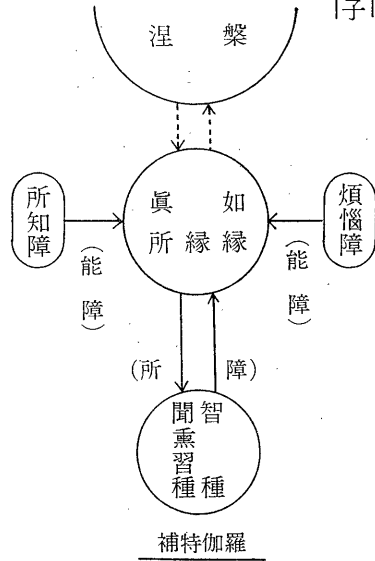 子
涅槃
所知障
眞如
所縁縁
煩惱障
（能障）
（能障）
（所障）
聞熏習種
智種
補特伽羅